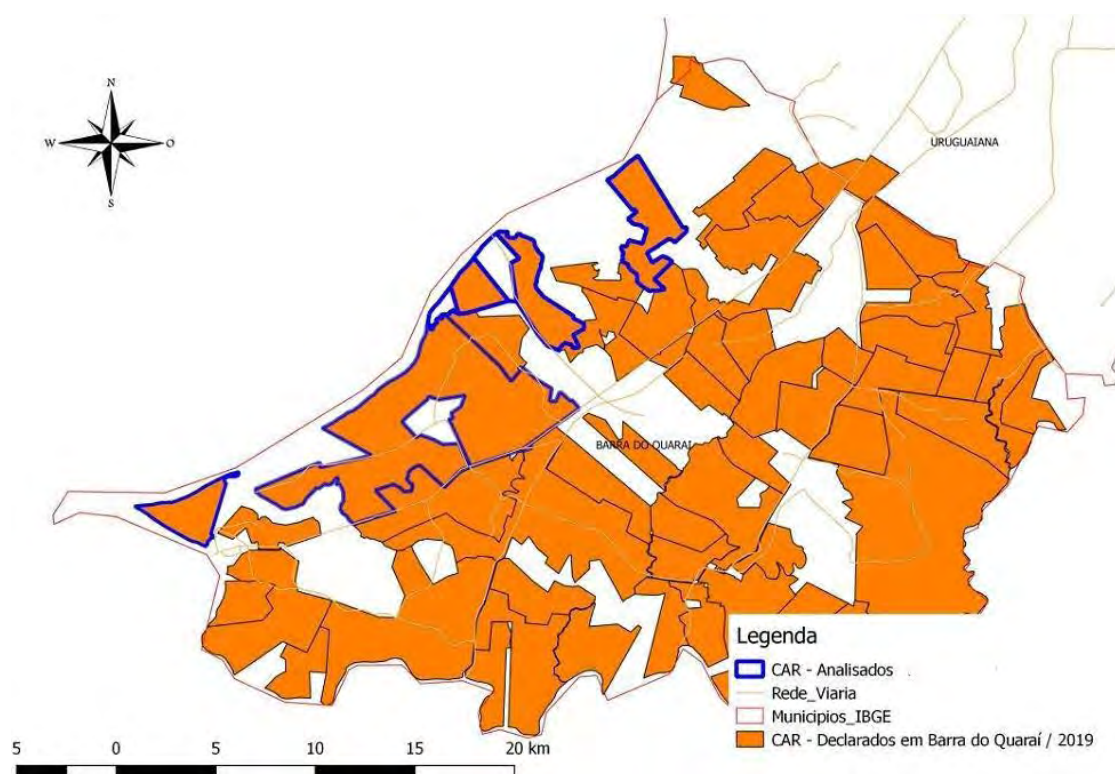 N
W O
S
URUGUAIANA
BARRA DO QUARAI
Legenda
CAR - Analisados
Rede_Viaria
Municipios_IBGE
CAR - Declarados em Barra do Quaraí / 2019
5 0 5 10 15 20 km